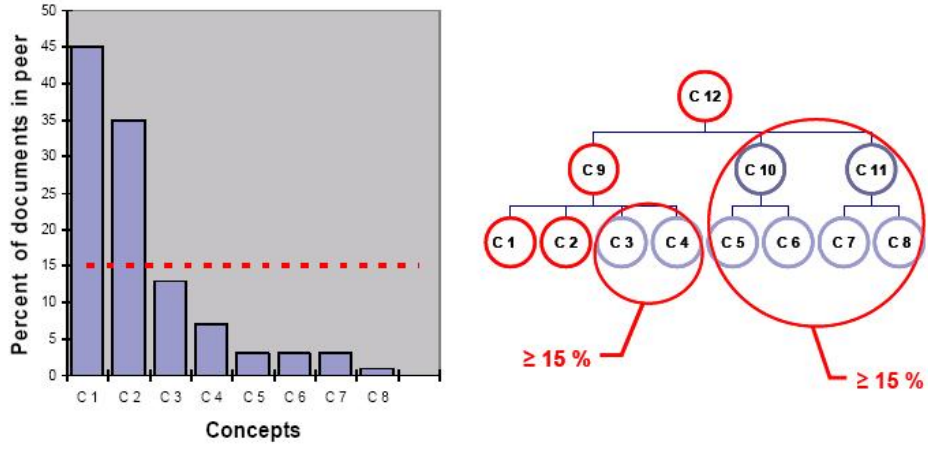 Percent of documents in peer
50
45
40
35
30
25
20
15
10
5
0
C 1 C 2 C 3 C 4 C 5 C 6 C 7 C 8
Concepts
C 12
C 9 C 10 C 11
C 1 C 2 C 3 C 4 C 5 C 6 C 7 C 8
≥ 15 %
≥ 15 %